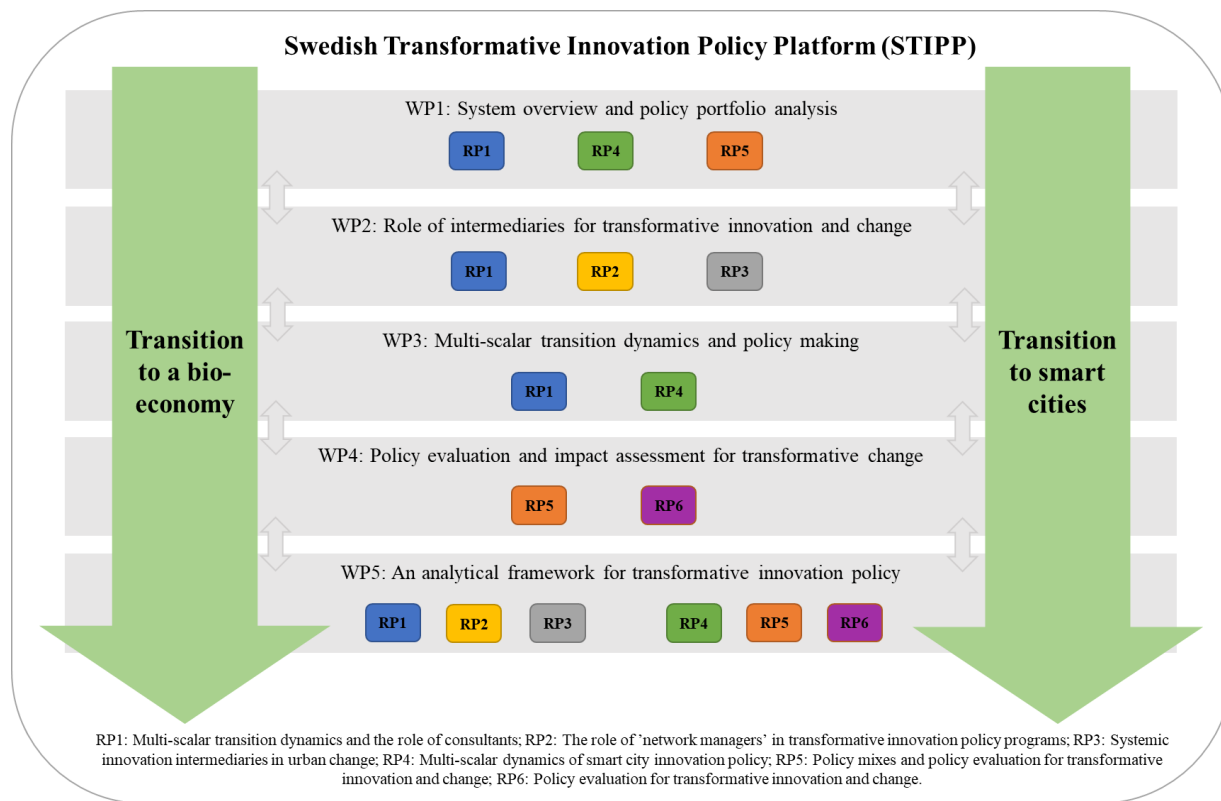 Swedish Transformative Innovation Policy Platform (STIPP)
WP1: System overview and policy portfolio analysis
RP1 RP4 RP5
WP2: Role of intermediaries for transformative innovation and change
RP1 RP2 RP3
Transition
to a bio-
economy
WP3: Multi-scalar transition dynamics and policy making
RP1 RP4
Transition
to smart
cities
WP4: Policy evaluation and impact assessment for transformative change
RP5 RP6
WP5: An analytical framework for transformative innovation policy
RP1 RP2 RP3 RP4 RP5 RP6
RP1: Multi-scalar transition dynamics and the role of consultants; RP2: The role of ’network managers’ in transformative innovation policy programs; RP3: Systemic
innovation intermediaries in urban change; RP4: Multi-scalar dynamics of smart city innovation policy; RP5: Policy mixes and policy evaluation for transformative
innovation and change; RP6: Policy evaluation for transformative innovation and change.